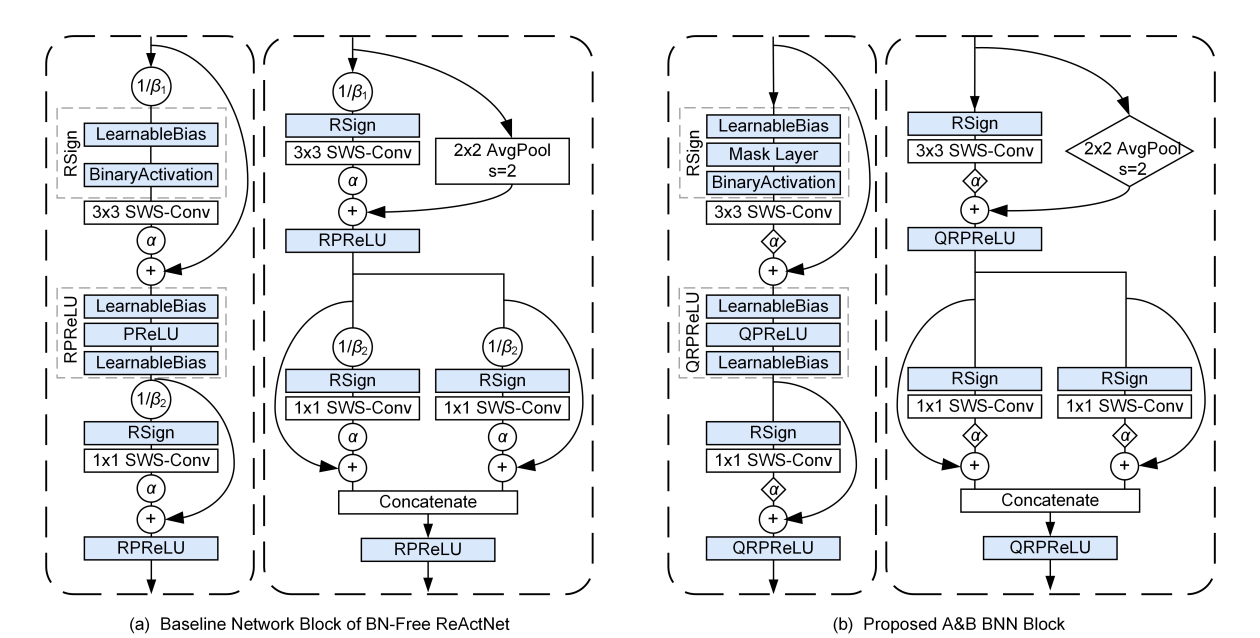 1/β₁
LearnableBias
BinaryActivation
RSign
3x3 SWS-Conv
α
+
LearnableBias
PReLU
LearnableBias
RPReLU
1/β₂
RSign
1x1 SWS-Conv
α
+
RPReLU
1/β₁
RSign
3x3 SWS-Conv
α
+
RPReLU
2x2 AvgPool
s=2
1/β₂
RSign
1x1 SWS-Conv
α
+
1/β₂
RSign
1x1 SWS-Conv
α
+
Concatenate
RPReLU
(a) Baseline Network Block of BN-Free ReActNet
LearnableBias
Mask Layer
BinaryActivation
RSign
3x3 SWS-Conv
α
+
LearnableBias
QPReLU
LearnableBias
QRPReLU
RSign
1x1 SWS-Conv
α
+
QRPReLU
RSign
3x3 SWS-Conv
α
+
QRPReLU
2x2 AvgPool
s=2
RSign
1x1 SWS-Conv
α
+
RSign
1x1 SWS-Conv
α
+
Concatenate
QRPReLU
(b) Proposed A&B BNN Block